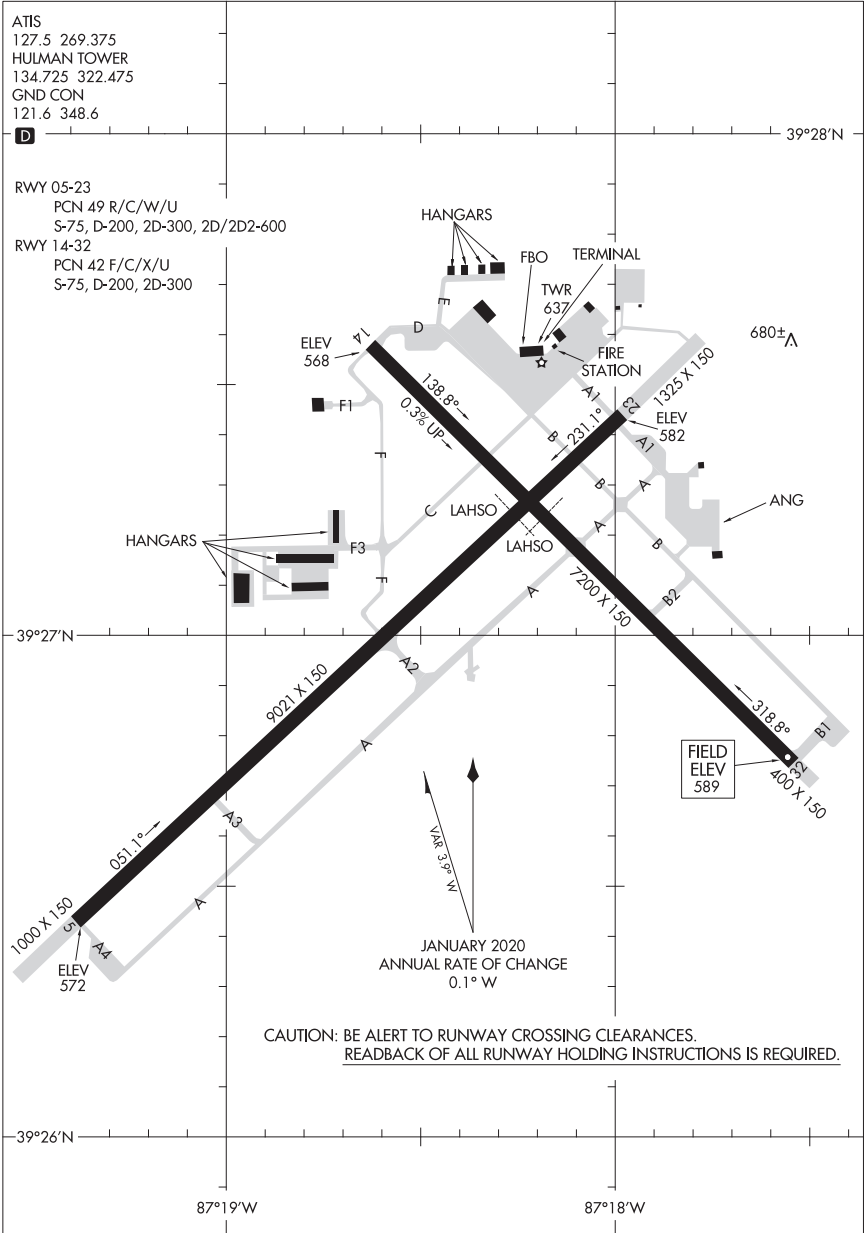 ATIS
127.5 269.375
HULMAN TOWER
134.725 322.475
GND CON
121.6 348.6
D
39°28'N
RWY 05-23
PCN 49 R/C/W/U
S-75, D-200, 2D-300, 2D/2D2-600
RWY 14-32
PCN 42 F/C/X/U
S-75, D-200, 2D-300
HANGARS
FBO
TERMINAL
TWR
637
E
D
14
ELEV
568
FIRE
STATION
680±
1325 X 150
A1
23
ELEV
582
138.8°
0.3% UP
231.1°
F1
B
A1
F
B
A
ANG
C
LAHSO
A
HANGARS
F3
LAHSO
B
F
A
7200 X 150
B2
39°27'N
A2
9021 X 150
318.8°
B1
A
FIELD
ELEV
589
32
400 X 150
A3
051.1°
VAR 3.9° W
A
1000 X 150
5
A4
ELEV
572
JANUARY 2020
ANNUAL RATE OF CHANGE
0.1° W
CAUTION: BE ALERT TO RUNWAY CROSSING CLEARANCES.
READBACK OF ALL RUNWAY HOLDING INSTRUCTIONS IS REQUIRED.
39°26'N
87°19'W
87°18'W